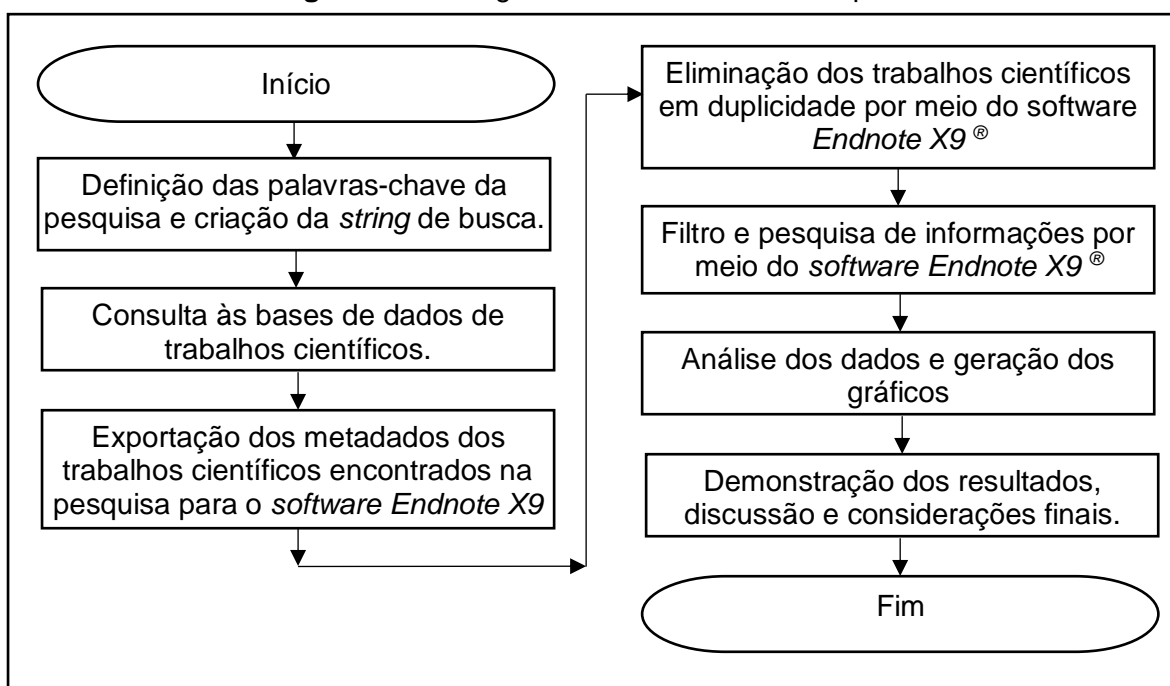 Início
Definição das palavras-chave da
pesquisa e criação da string de busca.
Consulta às bases de dados de
trabalhos científicos.
Exportação dos metadados dos
trabalhos científicos encontrados na
pesquisa para o software Endnote X9
Eliminação dos trabalhos científicos
em duplicidade por meio do software
Endnote X9 ®
Filtro e pesquisa de informações por
meio do software Endnote X9 ®
Análise dos dados e geração dos
gráficos
Demonstração dos resultados,
discussão e considerações finais.
Fim